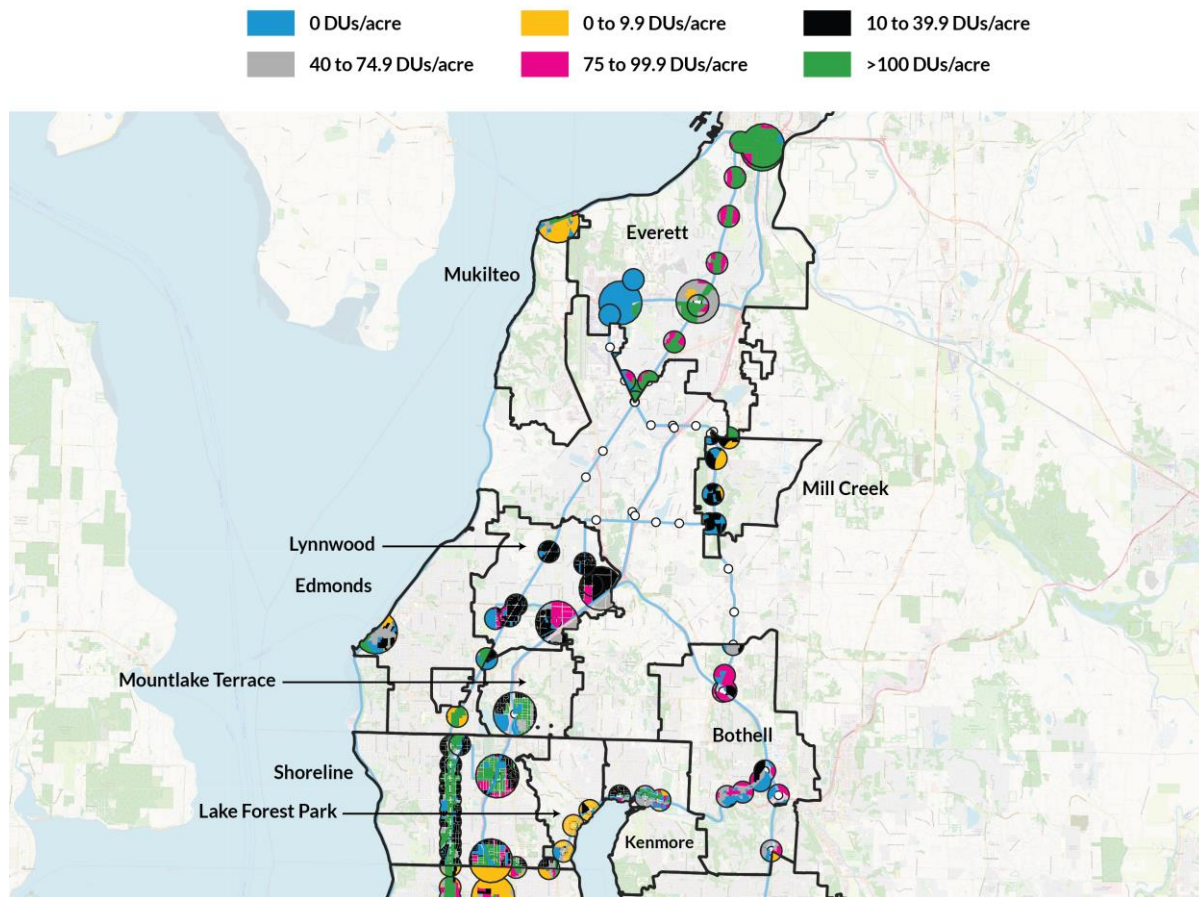 0 DUs/acre
0 to 9.9 DUs/acre
10 to 39.9 DUs/acre
40 to 74.9 DUs/acre
75 to 99.9 DUs/acre
>100 DUs/acre
Everett
Mukilteo
Mill Creek
Lynnwood
Edmonds
Mountlake Terrace
Bothell
Shoreline
Lake Forest Park
Kenmore